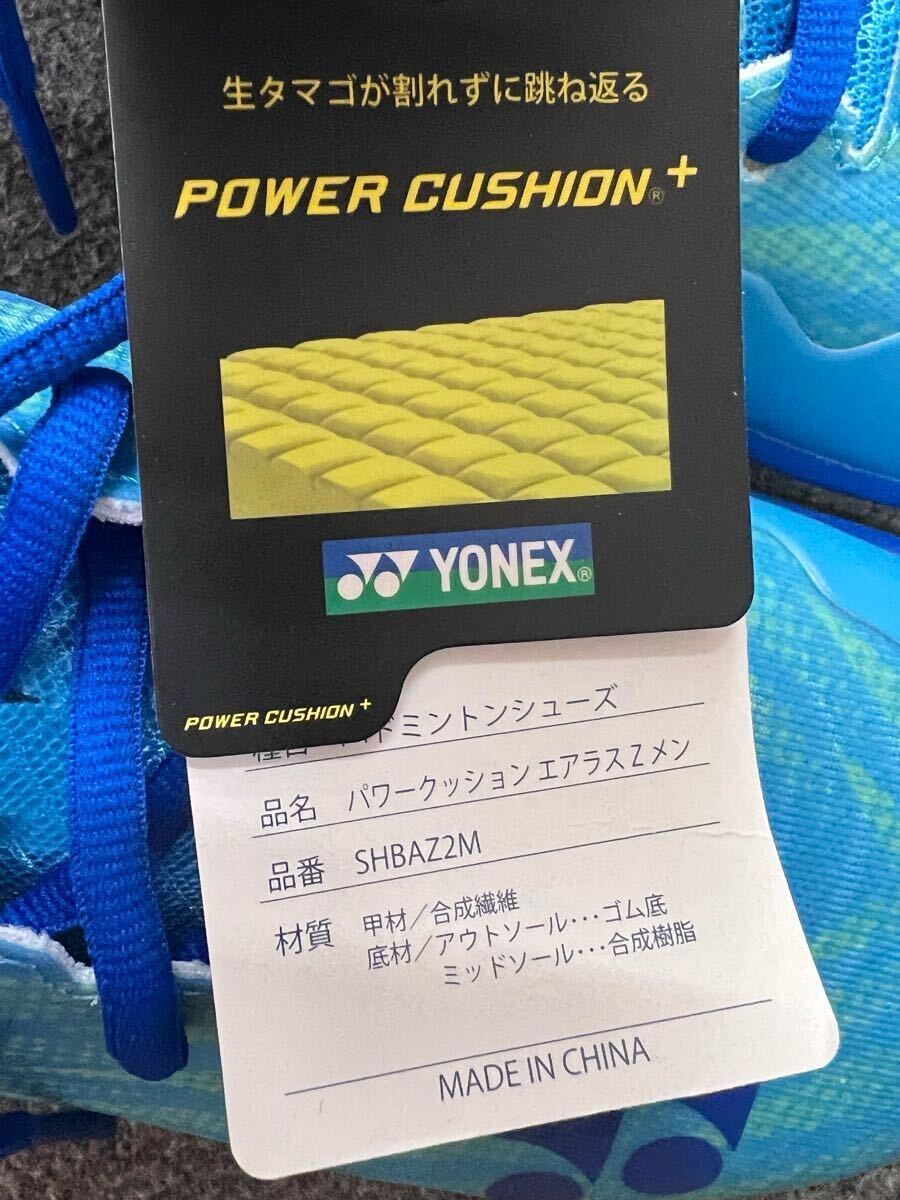 生タマゴが割れずに跳ね返る
POWER CUSHION®+
YONEX®
POWER CUSHION+
ドミントンシューズ
品名 パワークッション エアラス Z メン
品番 SHBAZ2M
材質 甲材/合成繊維
底材/アウトソール･･･ゴム底
ミッドソール･･･合成樹脂
MADE IN CHINA